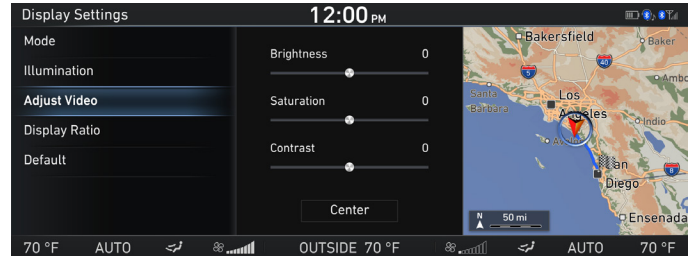 Display Settings
12:00 PM
Mode
Illumination
Adjust Video
Display Ratio
Default
Brightness 0
Saturation 0
Contrast 0
Center
Bakersfield
Baker
5
40
Santa
Barbara
Los
Angeles
Indio
San
Diego
8
Ensenada
N 50 mi
70 °F AUTO OUTSIDE 70 °F AUTO 70 °F